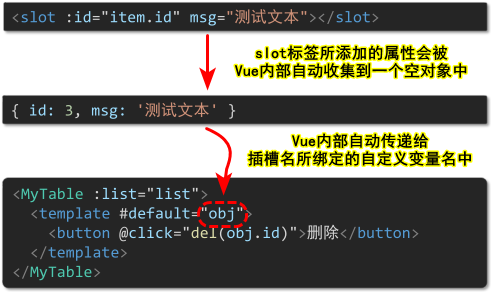 <slot :id="item.id" msg="测试文本"></slot>
slot标签所添加的属性会被
Vue内部自动收集到一个空对象中
{ id: 3, msg: '测试文本' }
Vue内部自动传递给
插槽名所绑定的自定义变量名中
<MyTable :list="list">
  <template #default="obj">
    <button @click="del(obj.id)">删除</button>
  </template>
</MyTable>